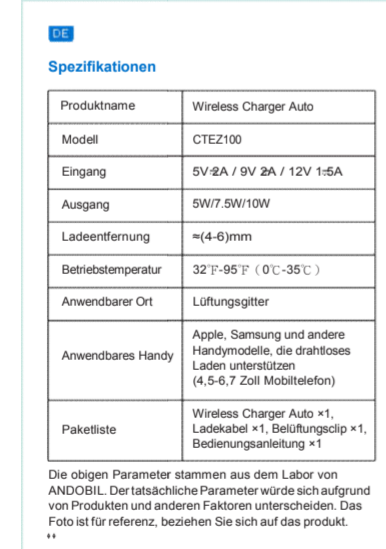 DE
Spezifikationen
Produktname Wireless Charger Auto
Modell CTEZ100
Eingang 5V⎓2A / 9V⎓2A / 12V⎓1.5A
Ausgang 5W/7.5W/10W
Ladeentfernung ≈(4-6)mm
Betriebstemperatur 32℉-95℉（0℃-35℃）
Anwendbarer Ort Lüftungsgitter
Anwendbares Handy Apple, Samsung und andere
Handymodelle, die drahtloses
Laden unterstützen
(4,5-6,7 Zoll Mobiltelefon)
Paketliste Wireless Charger Auto ×1,
Ladekabel ×1, Belüftungsclip ×1,
Bedienungsanleitung ×1
Die obigen Parameter stammen aus dem Labor von
ANDOBIL. Der tatsächliche Parameter würde sich aufgrund
von Produkten und anderen Faktoren unterscheiden. Das
Foto ist für referenz, beziehen Sie sich auf das produkt.